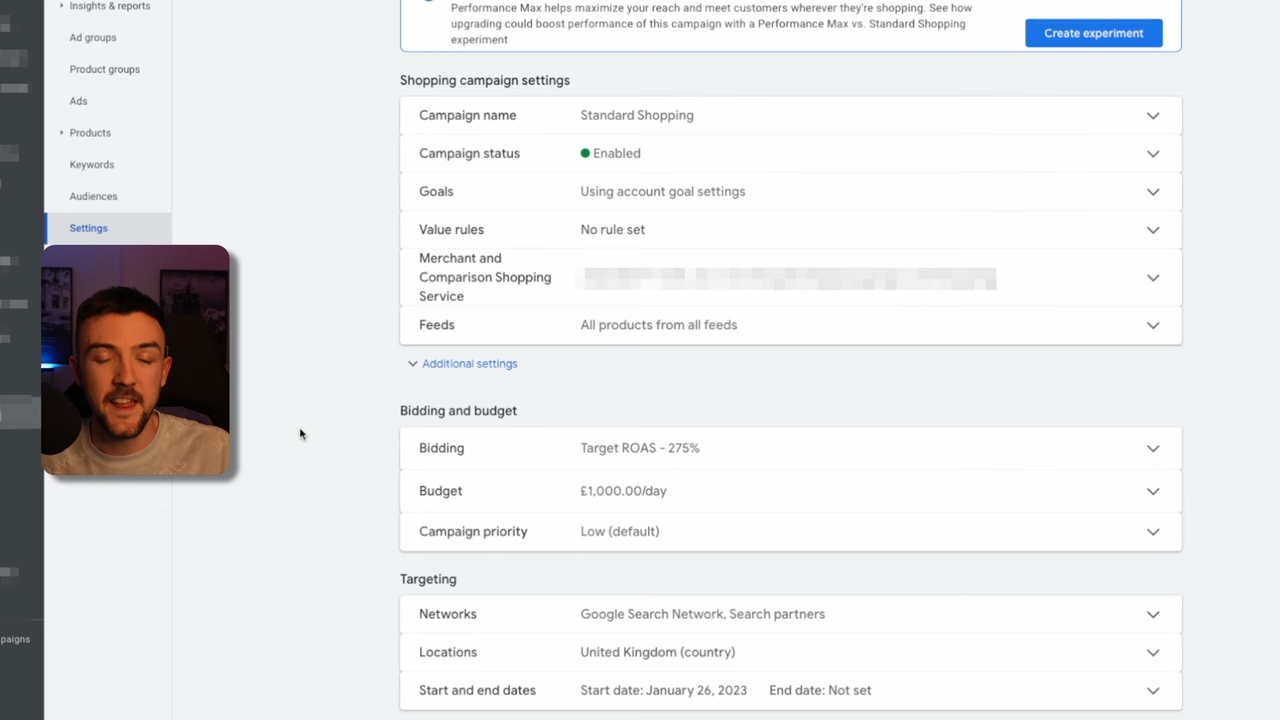 Insights & reports
Ad groups
Product groups
Ads
Products
Keywords
Audiences
Settings
paigns
Performance Max helps maximize your reach and meet customers wherever they're shopping. See how
upgrading could boost performance of this campaign with a Performance Max vs. Standard Shopping
experiment
Create experiment
Shopping campaign settings
Campaign name Standard Shopping
Campaign status Enabled
Goals Using account goal settings
Value rules No rule set
Merchant and
Comparison Shopping
Service
Feeds All products from all feeds
Additional settings
Bidding and budget
Bidding Target ROAS - 275%
Budget £1,000.00/day
Campaign priority Low (default)
Targeting
Networks Google Search Network, Search partners
Locations United Kingdom (country)
Start and end dates Start date: January 26, 2023 End date: Not set